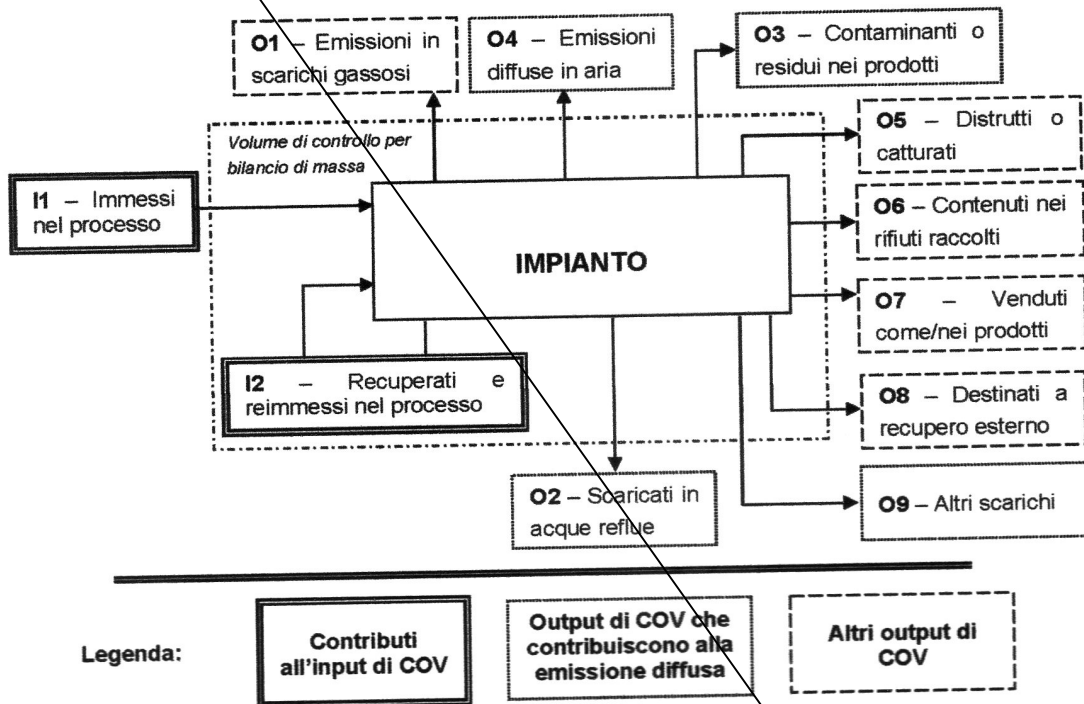 O1 – Emissioni in
scarichi gassosi
O4 – Emissioni
diffuse in aria
O3 – Contaminanti o
residui nei prodotti
Volume di controllo per
bilancio di massa
O5 – Distrutti o
catturati
I1 – Immessi
nel processo
O6 – Contenuti nei
rifiuti raccolti
IMPIANTO
O7 – Venduti
come/nei prodotti
I2 – Recuperati e
reimmessi nel processo
O8 – Destinati a
recupero esterno
O2 – Scaricati in
acque reflue
O9 – Altri scarichi
Legenda:
Contributi
all'input di COV
Output di COV che
contribuiscono alla
emissione diffusa
Altri output di
COV